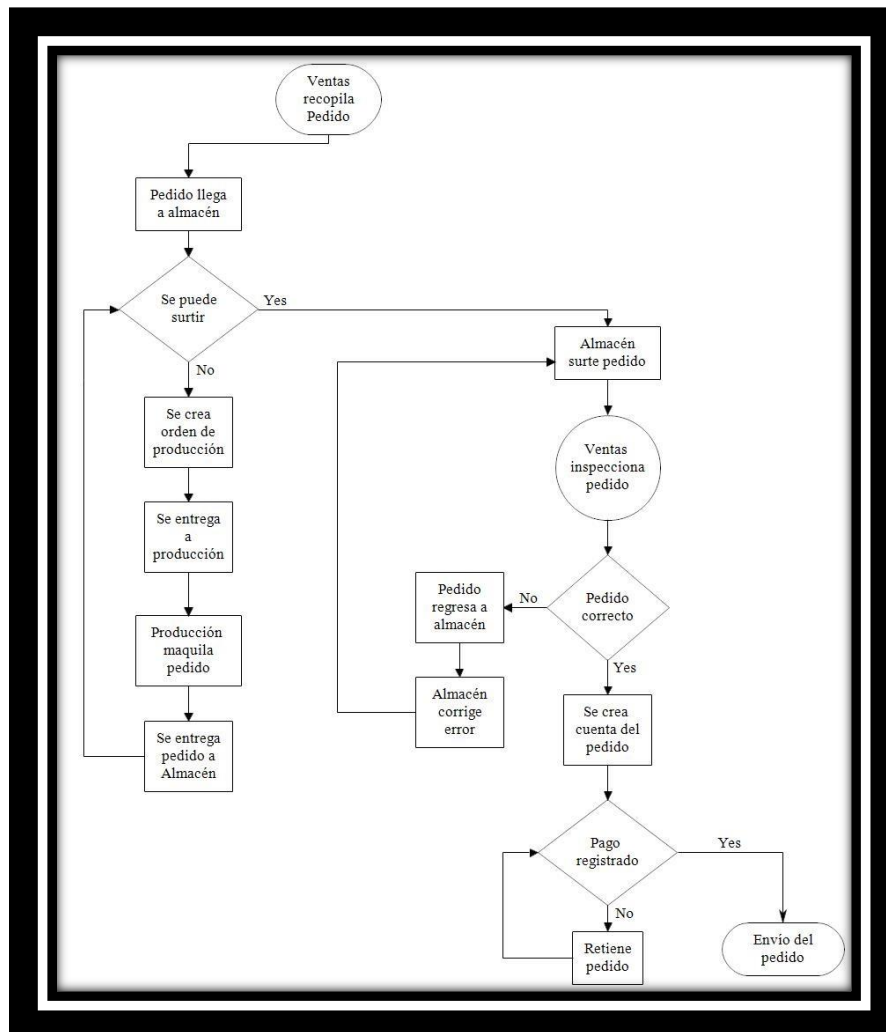 Ventas
recopila
Pedido
Pedido llega
a almacén
Se puede
surtir
Yes
No
Se crea
orden de
producción
Se entrega
a
producción
Producción
maquila
pedido
Se entrega
pedido a
Almacén
Almacén
surte pedido
Ventas
inspecciona
pedido
Pedido
correcto
No
Pedido
regresa a
almacén
Almacén
corrige
error
Yes
Se crea
cuenta del
pedido
Pago
registrado
Yes
No
Retiene
pedido
Envío del
pedido